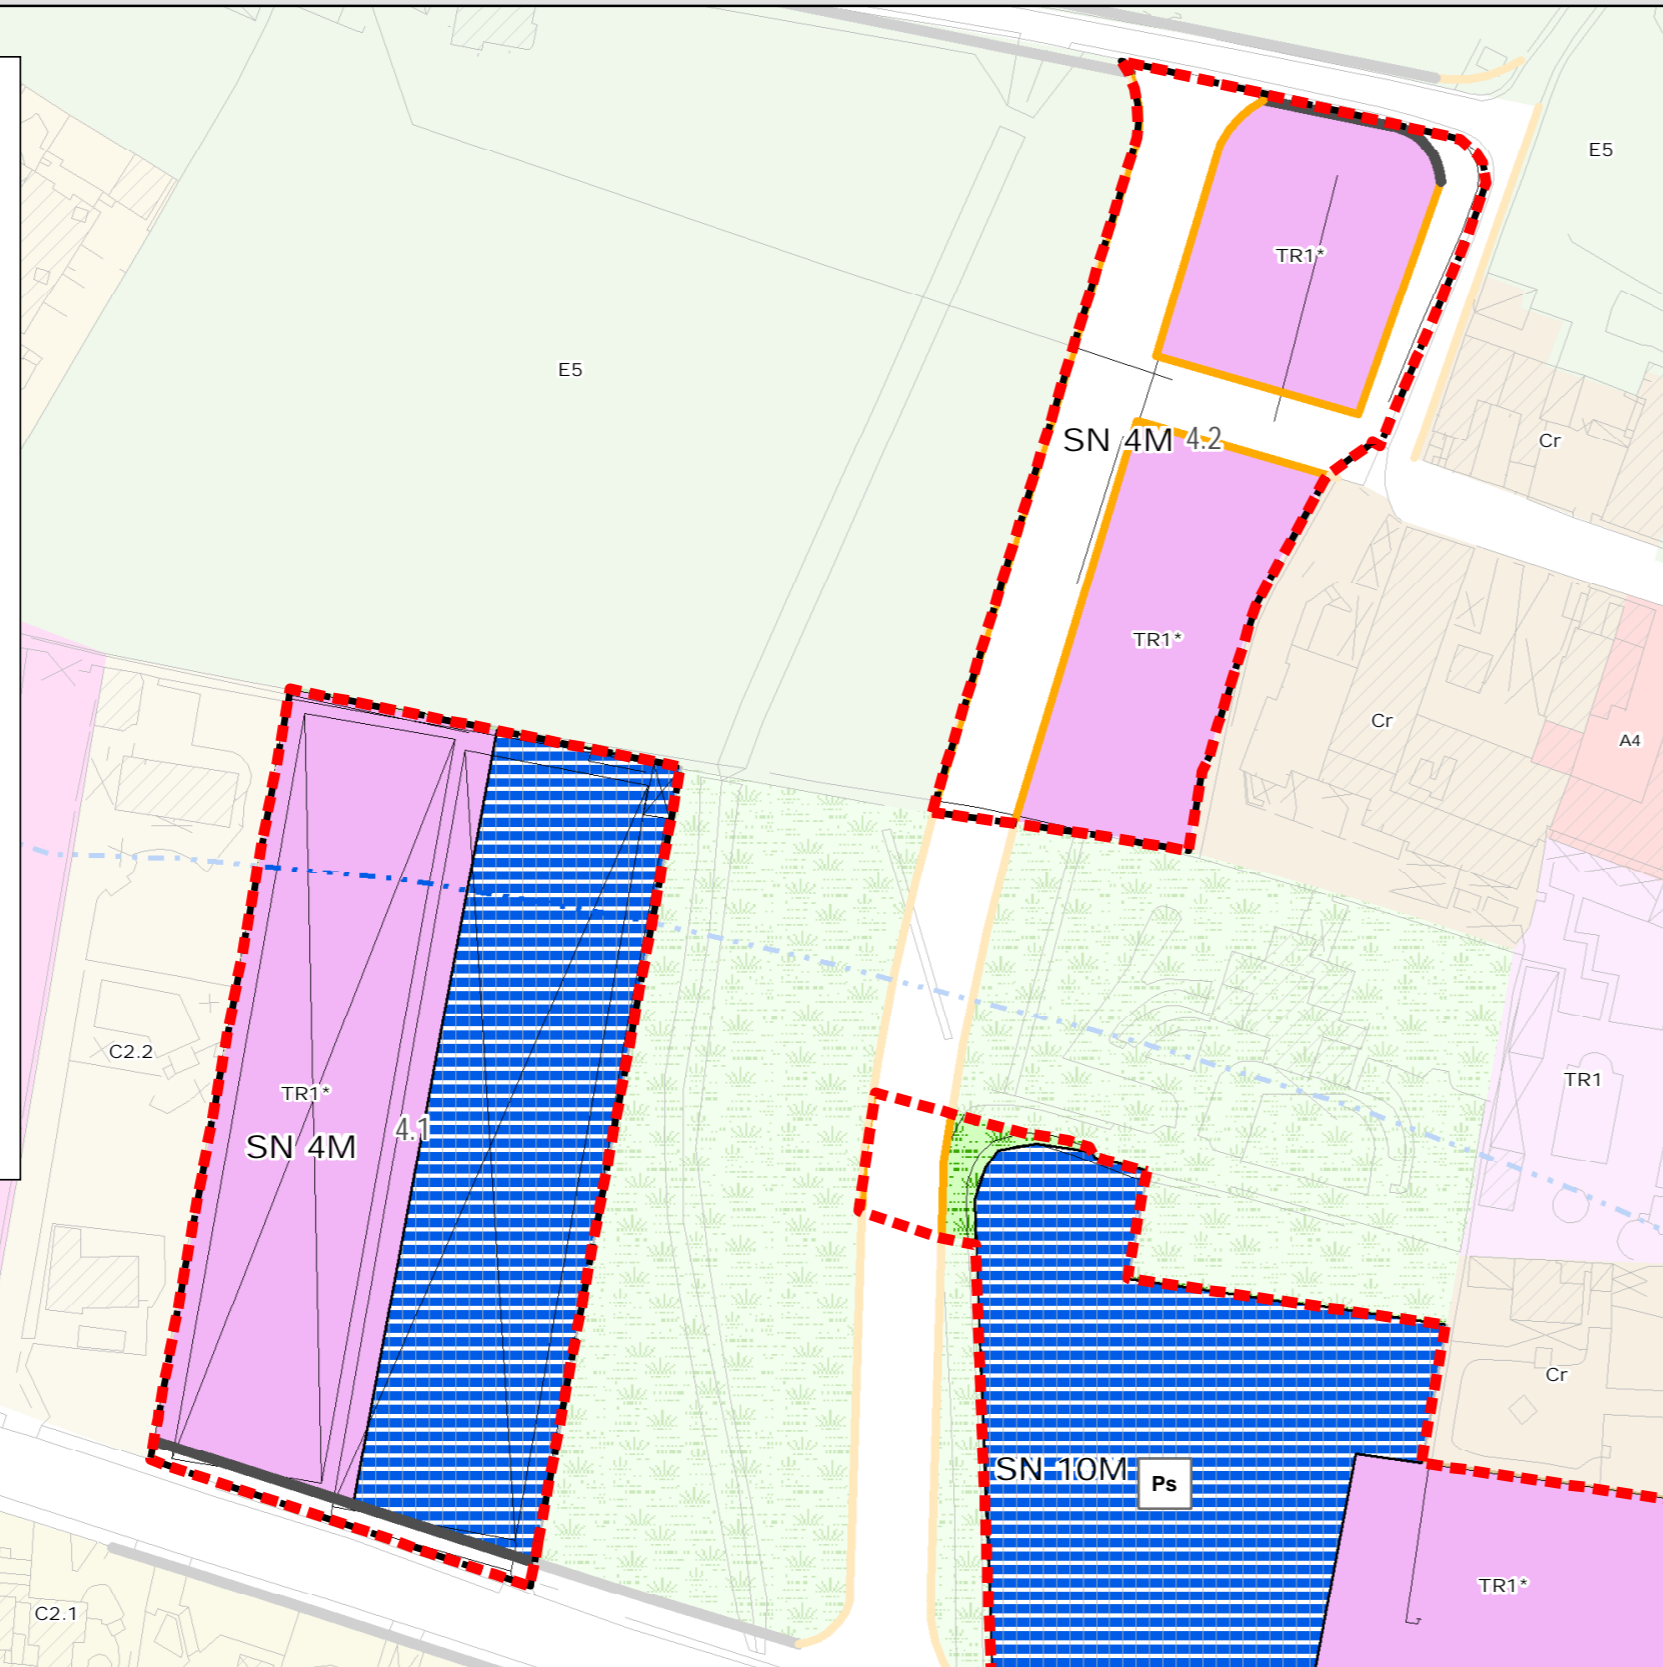 E5
TR1*
E5
SN 4M 4.2
Cr
TR1*
Cr
A4
C2.2
TR1*
TR1
4.1
SN 4M
Cr
SN 10M
Ps
TR1*
C2.1